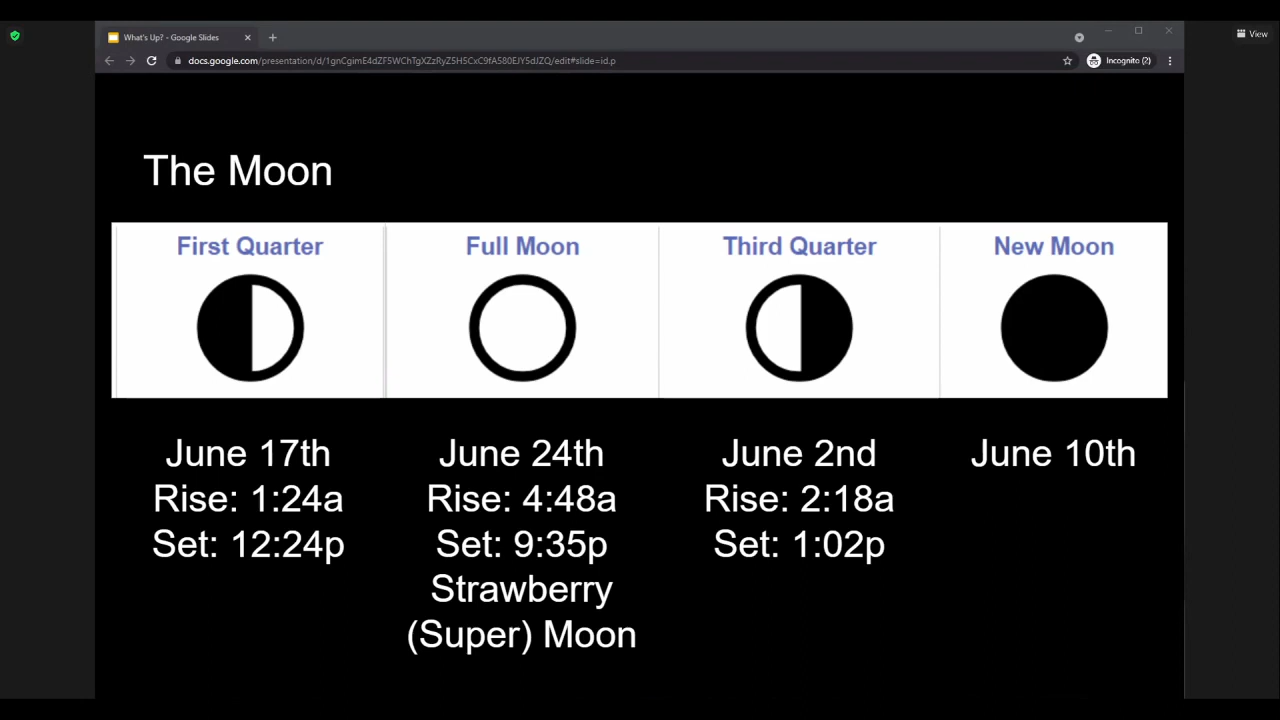 What's Up? - Google Slides
View
docs.google.com/presentation/d/1gnCgimE4dZF5WChTgXZzRyZ5H5CxC9fA580EJY5dJZQ/edit#slide=id.p
Incognito (2)
The Moon
First Quarter
Full Moon
Third Quarter
New Moon
June 17th
Rise: 1:24a
Set: 12:24p
June 24th
Rise: 4:48a
Set: 9:35p
Strawberry
(Super) Moon
June 2nd
Rise: 2:18a
Set: 1:02p
June 10th